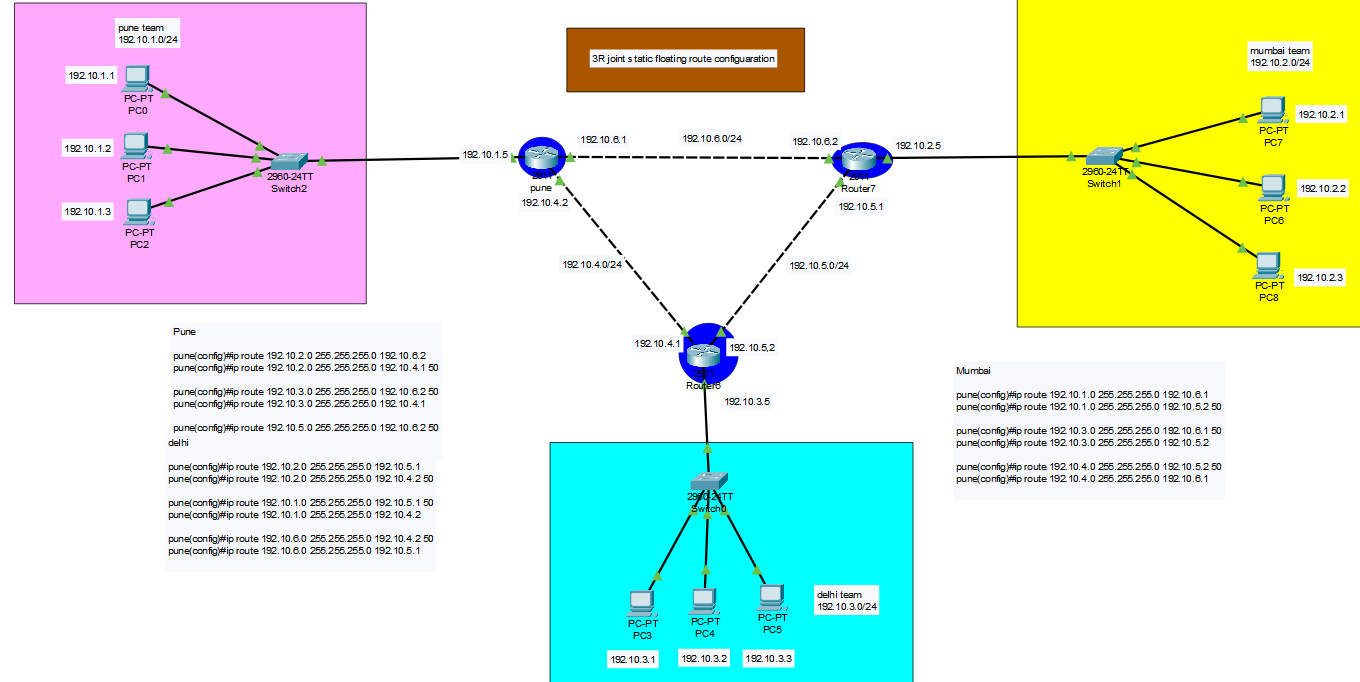 pune team
192.10.1.0/24
192.10.1.1
PC-PT
PC0
192.10.1.2
PC-PT
PC1
192.10.1.3
PC-PT
PC2
2960-24TT
Switch2
3R joint static floating route configuaration
192.10.1.5
192.10.6.1
192.10.6.0/24
192.10.6.2
192.10.2.5
2911
pune
192.10.4.2
2911
Router7
192.10.5.1
192.10.4.0/24
192.10.5.0/24
mumbai team
192.10.2.0/24
192.10.2.1
PC-PT
PC7
2960-24TT
Switch1
192.10.2.2
PC-PT
PC6
192.10.2.3
PC-PT
PC8
192.10.4.1
192.10.5,2
2911
Router6
192.10.3.5
Pune
pune(config)#ip route 192.10.2.0 255.255.255.0 192.10.6.2
pune(config)#ip route 192.10.2.0 255.255.255.0 192.10.4.1 50
pune(config)#ip route 192.10.3.0 255.255.255.0 192.10.6.2 50
pune(config)#ip route 192.10.3.0 255.255.255.0 192.10.4.1
pune(config)#ip route 192.10.5.0 255.255.255.0 192.10.6.2 50
delhi
pune(config)#ip route 192.10.2.0 255.255.255.0 192.10.5.1
pune(config)#ip route 192.10.2.0 255.255.255.0 192.10.4.2 50
pune(config)#ip route 192.10.1.0 255.255.255.0 192.10.5.1 50
pune(config)#ip route 192.10.1.0 255.255.255.0 192.10.4.2
pune(config)#ip route 192.10.6.0 255.255.255.0 192.10.4.2 50
pune(config)#ip route 192.10.6.0 255.255.255.0 192.10.5.1
Mumbai
pune(config)#ip route 192.10.1.0 255.255.255.0 192.10.6.1
pune(config)#ip route 192.10.1.0 255.255.255.0 192.10.5.2 50
pune(config)#ip route 192.10.3.0 255.255.255.0 192.10.6.1 50
pune(config)#ip route 192.10.3.0 255.255.255.0 192.10.5.2
pune(config)#ip route 192.10.4.0 255.255.255.0 192.10.5.2 50
pune(config)#ip route 192.10.4.0 255.255.255.0 192.10.6.1
2960-24TT
Switch0
PC-PT
PC3
PC-PT
PC4
PC-PT
PC5
delhi team
192.10.3.0/24
192.10.3.1
192.10.3.2
192.10.3.3